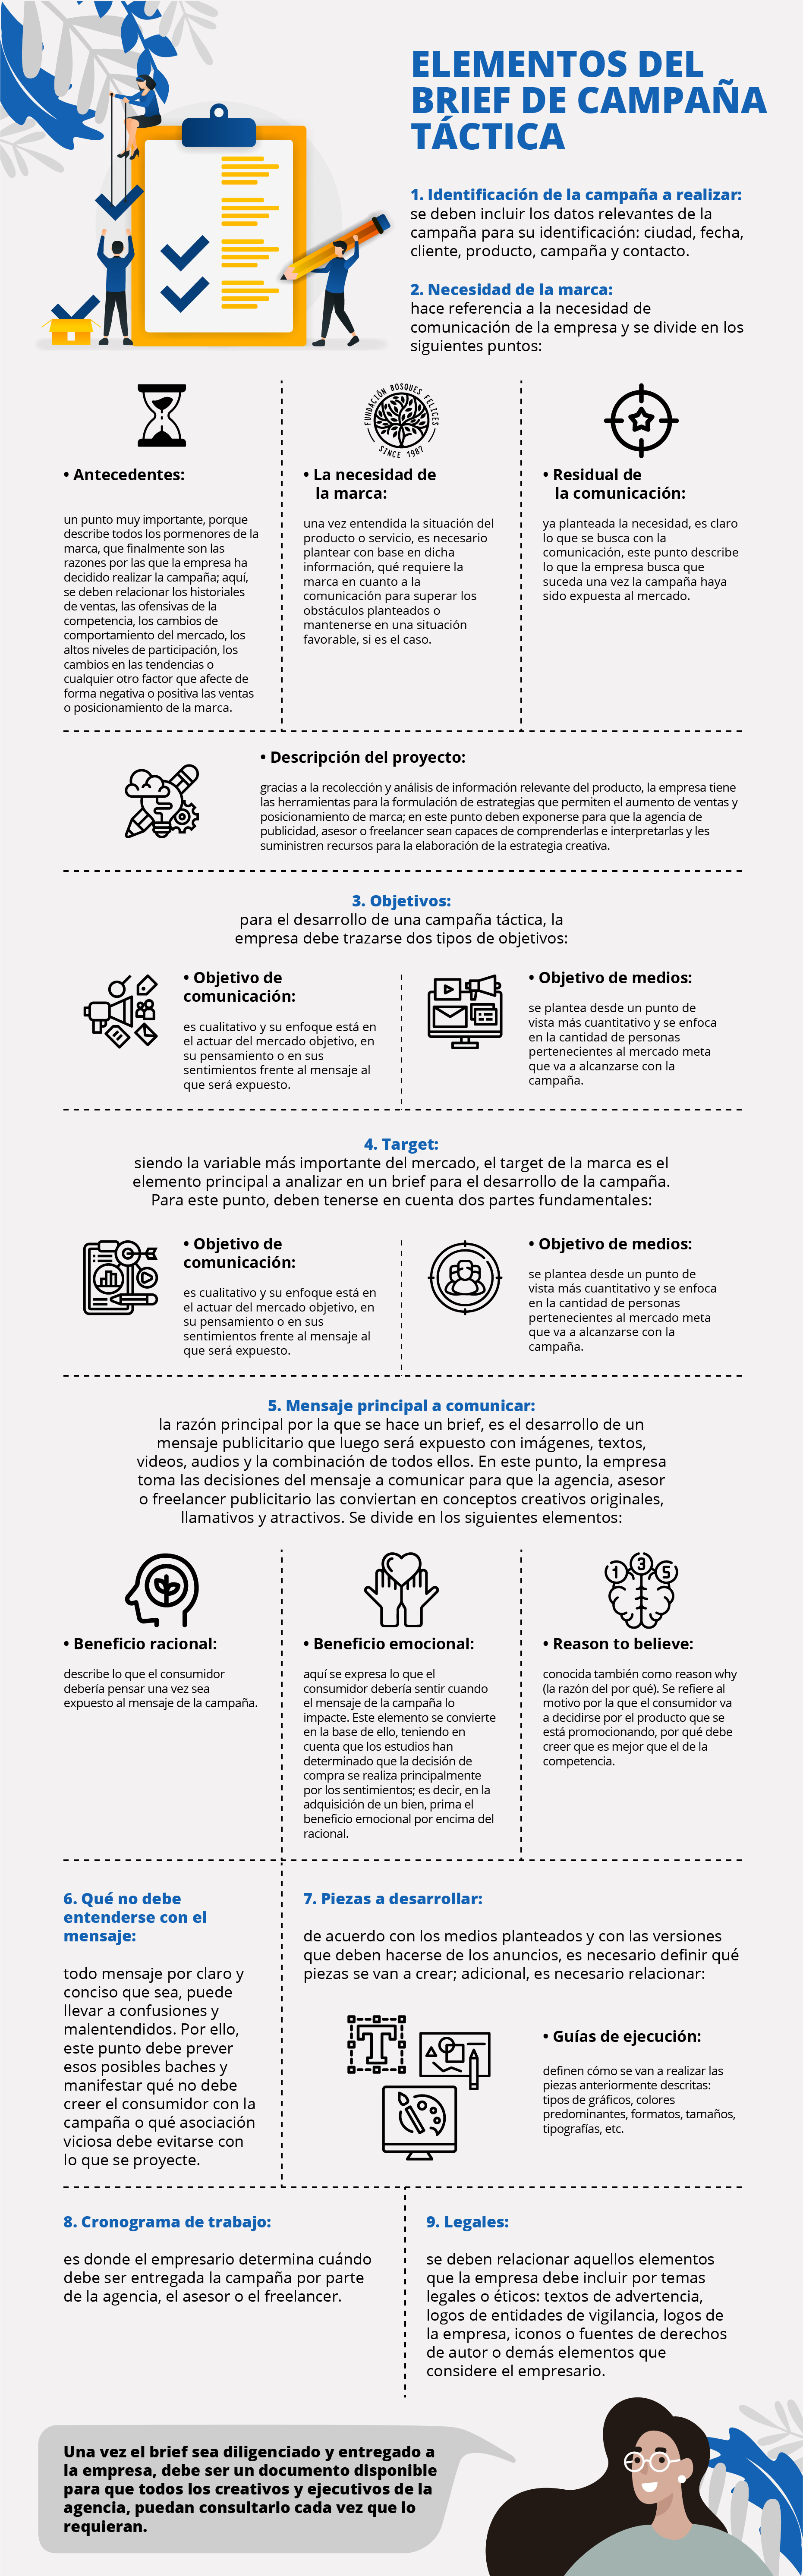 ELEMENTOS DEL
BRIEF DE CAMPAÑA
TÁCTICA
1. Identificación de la campaña a realizar:
se deben incluir los datos relevantes de la
campaña para su identificación: ciudad, fecha,
cliente, producto, campaña y contacto.
2. Necesidad de la marca:
hace referencia a la necesidad de
comunicación de la empresa y se divide en los
siguientes puntos:
• Antecedentes:
un punto muy importante, porque
describe todos los pormenores de la
marca, que finalmente son las
razones por las que la empresa ha
decidido realizar la campaña; aquí,
se deben relacionar los historiales
de ventas, las ofensivas de la
competencia, los cambios de
comportamiento del mercado, los
altos niveles de participación, los
cambios en las tendencias o
cualquier otro factor que afecte de
forma negativa o positiva las ventas
o posicionamiento de la marca.
FUNDACIÓN BOSQUES FELICES
SINCE 1987
• La necesidad de
la marca:
una vez entendida la situación del
producto o servicio, es necesario
plantear con base en dicha
información, qué requiere la
marca en cuanto a la
comunicación para superar los
obstáculos planteados o
mantenerse en una situación
favorable, si es el caso.
• Residual de
la comunicación:
ya planteada la necesidad, es claro
lo que se busca con la
comunicación, este punto describe
lo que la empresa busca que
suceda una vez la campaña haya
sido expuesta al mercado.
• Descripción del proyecto:
gracias a la recolección y análisis de información relevante del producto, la empresa tiene
las herramientas para la formulación de estrategias que permiten el aumento de ventas y
posicionamiento de marca; en este punto deben exponerse para que la agencia de
publicidad, asesor o freelancer sean capaces de comprenderlas e interpretarlas y les
suministren recursos para la elaboración de la estrategia creativa.
3. Objetivos:
para el desarrollo de una campaña táctica, la
empresa debe trazarse dos tipos de objetivos:
• Objetivo de
comunicación:
es cualitativo y su enfoque está en
el actuar del mercado objetivo, en
su pensamiento o en sus
sentimientos frente al mensaje al
que será expuesto.
• Objetivo de medios:
se plantea desde un punto de
vista más cuantitativo y se enfoca
en la cantidad de personas
pertenecientes al mercado meta
que va a alcanzarse con la
campaña.
4. Target:
siendo la variable más importante del mercado, el target de la marca es el
elemento principal a analizar en un brief para el desarrollo de la campaña.
Para este punto, deben tenerse en cuenta dos partes fundamentales:
• Objetivo de
comunicación:
es cualitativo y su enfoque está en
el actuar del mercado objetivo, en
su pensamiento o en sus
sentimientos frente al mensaje al
que será expuesto.
• Objetivo de medios:
se plantea desde un punto de
vista más cuantitativo y se enfoca
en la cantidad de personas
pertenecientes al mercado meta
que va a alcanzarse con la
campaña.
5. Mensaje principal a comunicar:
la razón principal por la que se hace un brief, es el desarrollo de un
mensaje publicitario que luego será expuesto con imágenes, textos,
videos, audios y la combinación de todos ellos. En este punto, la empresa
toma las decisiones del mensaje a comunicar para que la agencia, asesor
o freelancer publicitario las conviertan en conceptos creativos originales,
llamativos y atractivos. Se divide en los siguientes elementos:
• Beneficio racional:
describe lo que el consumidor
debería pensar una vez sea
expuesto al mensaje de la campaña.
• Beneficio emocional:
aquí se expresa lo que el
consumidor debería sentir cuando
el mensaje de la campaña lo
impacte. Este elemento se convierte
en la base de ello, teniendo en
cuenta que los estudios han
determinado que la decisión de
compra se realiza principalmente
por los sentimientos; es decir, en la
adquisición de un bien, prima el
beneficio emocional por encima del
racional.
1 3 5
• Reason to believe:
conocida también como reason why
(la razón del por qué). Se refiere al
motivo por la que el consumidor va
a decidirse por el producto que se
está promocionando, por qué debe
creer que es mejor que el de la
competencia.
6. Qué no debe
entenderse con el
mensaje:
todo mensaje por claro y
conciso que sea, puede
llevar a confusiones y
malentendidos. Por ello,
este punto debe prever
esos posibles baches y
manifestar qué no debe
creer el consumidor con la
campaña o qué asociación
viciosa debe evitarse con
lo que se proyecte.
7. Piezas a desarrollar:
de acuerdo con los medios planteados y con las versiones
que deben hacerse de los anuncios, es necesario definir qué
piezas se van a crear; adicional, es necesario relacionar:
T
• Guías de ejecución:
definen cómo se van a realizar las
piezas anteriormente descritas:
tipos de gráficos, colores
predominantes, formatos, tamaños,
tipografías, etc.
8. Cronograma de trabajo:
es donde el empresario determina cuándo
debe ser entregada la campaña por parte
de la agencia, el asesor o el freelancer.
9. Legales:
se deben relacionar aquellos elementos
que la empresa debe incluir por temas
legales o éticos: textos de advertencia,
logos de entidades de vigilancia, logos de
la empresa, iconos o fuentes de derechos
de autor o demás elementos que
considere el empresario.
Una vez el brief sea diligenciado y entregado a
la empresa, debe ser un documento disponible
para que todos los creativos y ejecutivos de la
agencia, puedan consultarlo cada vez que lo
requieran.